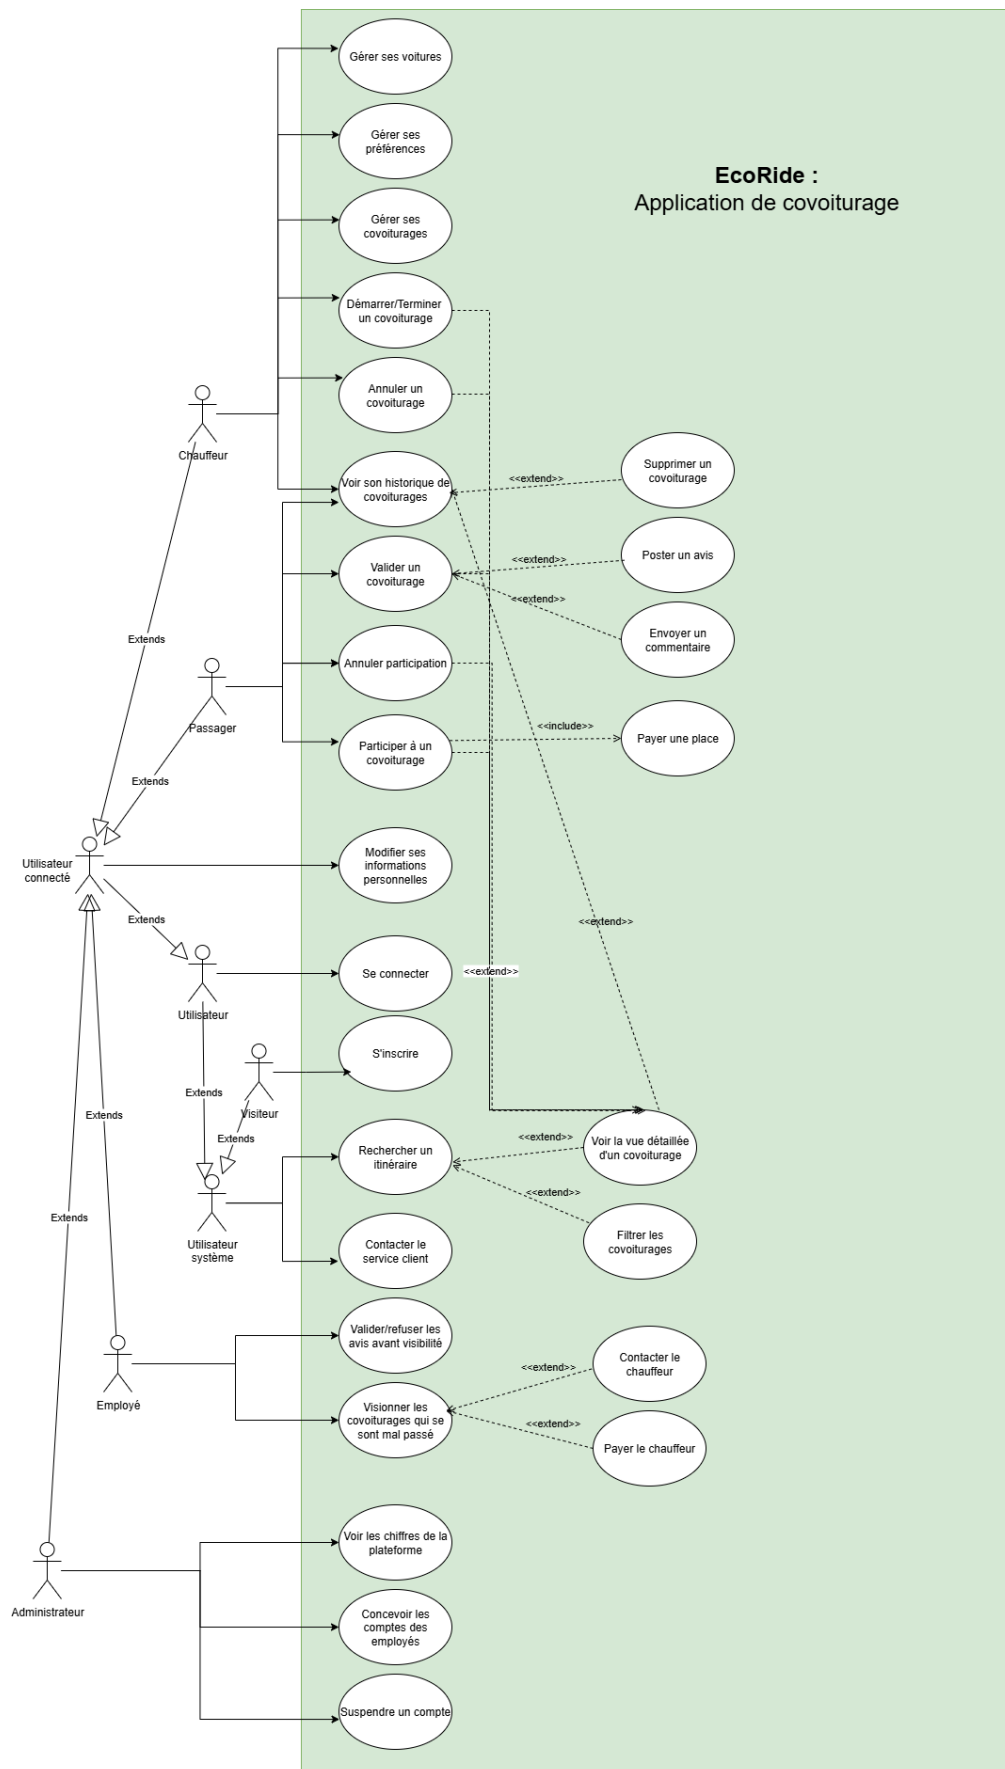 Gérer ses voitures
Gérer ses
préférences
EcoRide :
Application de covoiturage
Gérer ses
covoiturages
Démarrer/Terminer
un covoiturage
Annuler un
covoiturage
Chauffeur
Voir son historique de
covoiturages
<<extend>>
Supprimer un
covoiturage
Valider un
covoiturage
<<extend>>
Poster un avis
<<extend>>
Envoyer un
commentaire
Extends
Annuler participation
Passager
Participer à un
covoiturage
<<include>>
Payer une place
Extends
Utilisateur
connecté
Modifier ses
informations
personnelles
Extends
<<extend>>
Se connecter
<<extend>>
Utilisateur
S'inscrire
Visiteur
Extends
Extends
Extends
Rechercher un
itinéraire
<<extend>>
Voir la vue détaillée
d'un covoiturage
<<extend>>
Filtrer les
covoiturages
Extends
Utilisateur
système
Contacter le
service client
Valider/refuser les
avis avant visibilité
Employé
Visionner les
covoiturages qui se
sont mal passé
<<extend>>
Contacter le
chauffeur
<<extend>>
Payer le chauffeur
Voir les chiffres de la
plateforme
Administrateur
Concevoir les
comptes des
employés
Suspendre un compte